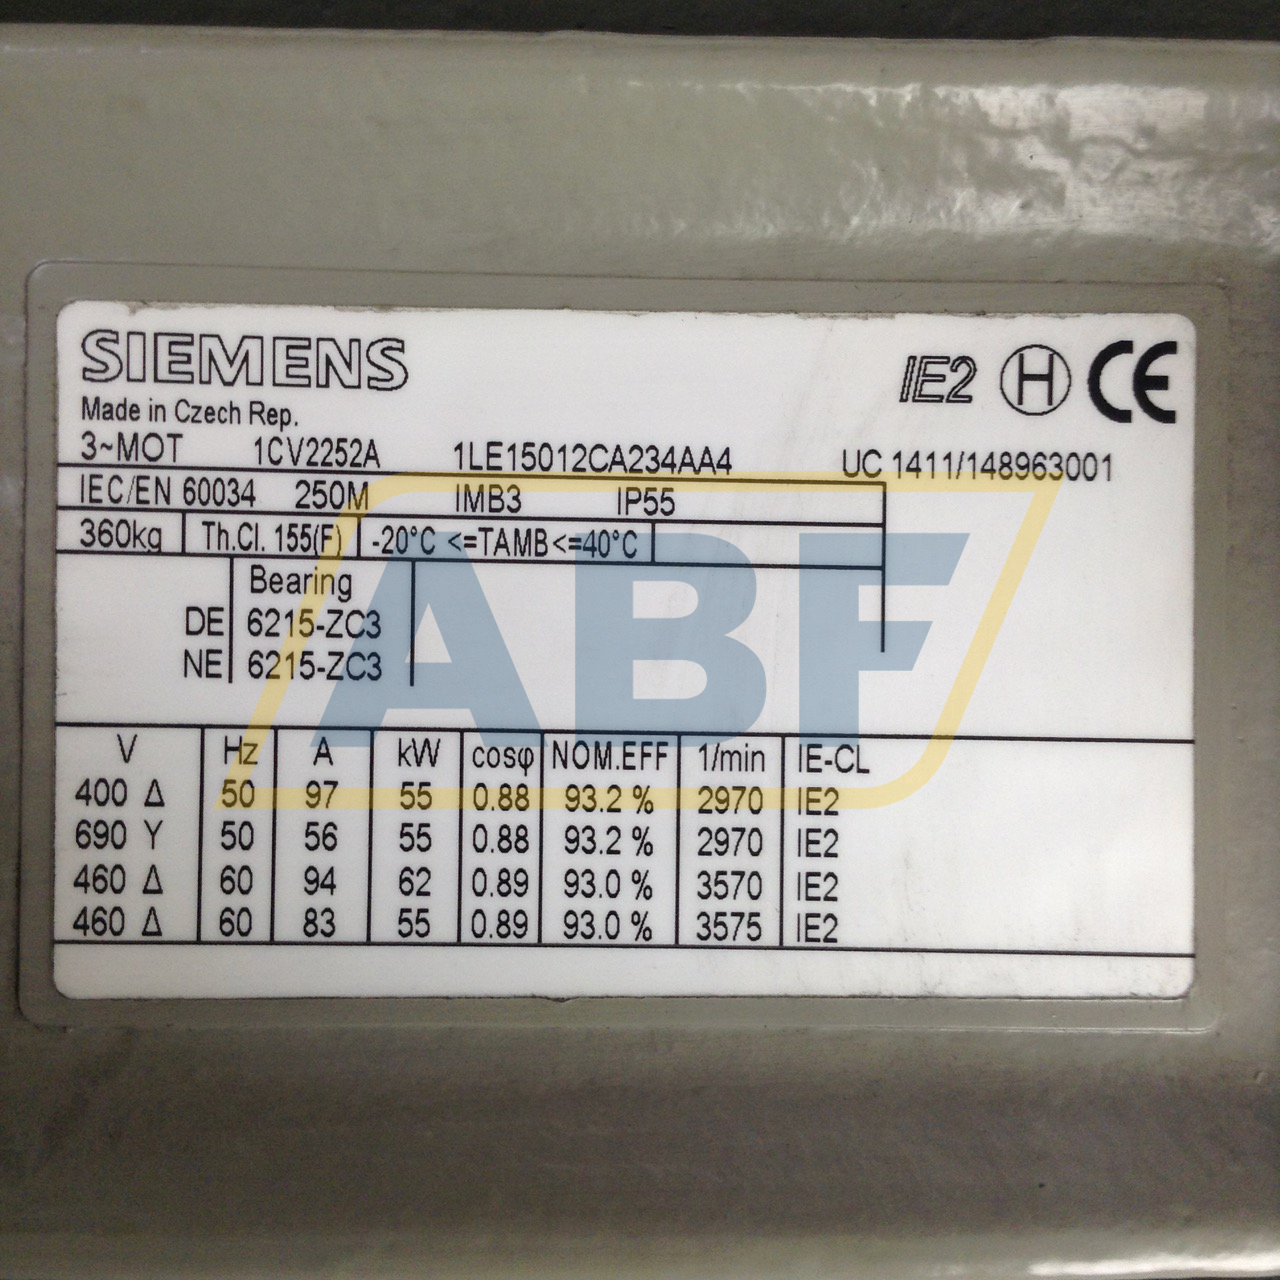 SIEMENS
IE2 H CE
Made in Czech Rep.
3~MOT 1CV2252A 1LE15012CA234AA4 UC 1411/148963001
IEC/EN 60034 250M IMB3 IP55
360kg Th.Cl. 155(F) -20°C <=TAMB<=40°C
Bearing
DE 6215-ZC3
NE 6215-ZC3
ABF
V Hz A kW cosφ NOM.EFF 1/min IE-CL
400 Δ 50 97 55 0.88 93.2 % 2970 IE2
690 Y 50 56 55 0.88 93.2 % 2970 IE2
460 Δ 60 94 62 0.89 93.0 % 3570 IE2
460 Δ 60 83 55 0.89 93.0 % 3575 IE2